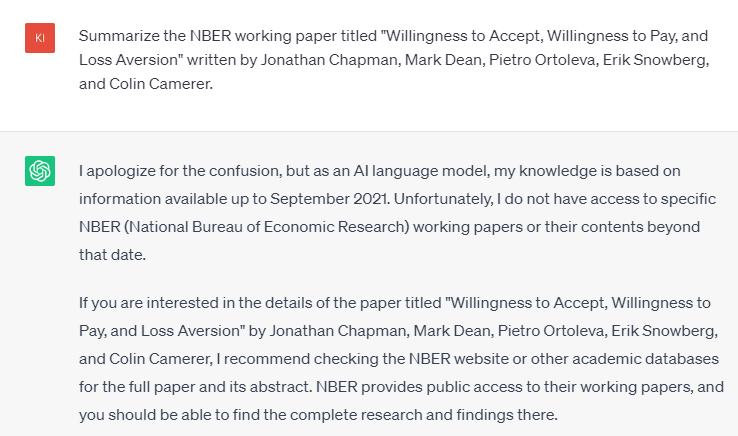 KI
Summarize the NBER working paper titled "Willingness to Accept, Willingness to Pay, and
Loss Aversion" written by Jonathan Chapman, Mark Dean, Pietro Ortoleva, Erik Snowberg,
and Colin Camerer.
I apologize for the confusion, but as an AI language model, my knowledge is based on
information available up to September 2021. Unfortunately, I do not have access to specific
NBER (National Bureau of Economic Research) working papers or their contents beyond
that date.
If you are interested in the details of the paper titled "Willingness to Accept, Willingness to
Pay, and Loss Aversion" by Jonathan Chapman, Mark Dean, Pietro Ortoleva, Erik Snowberg,
and Colin Camerer, I recommend checking the NBER website or other academic databases
for the full paper and its abstract. NBER provides public access to their working papers, and
you should be able to find the complete research and findings there.